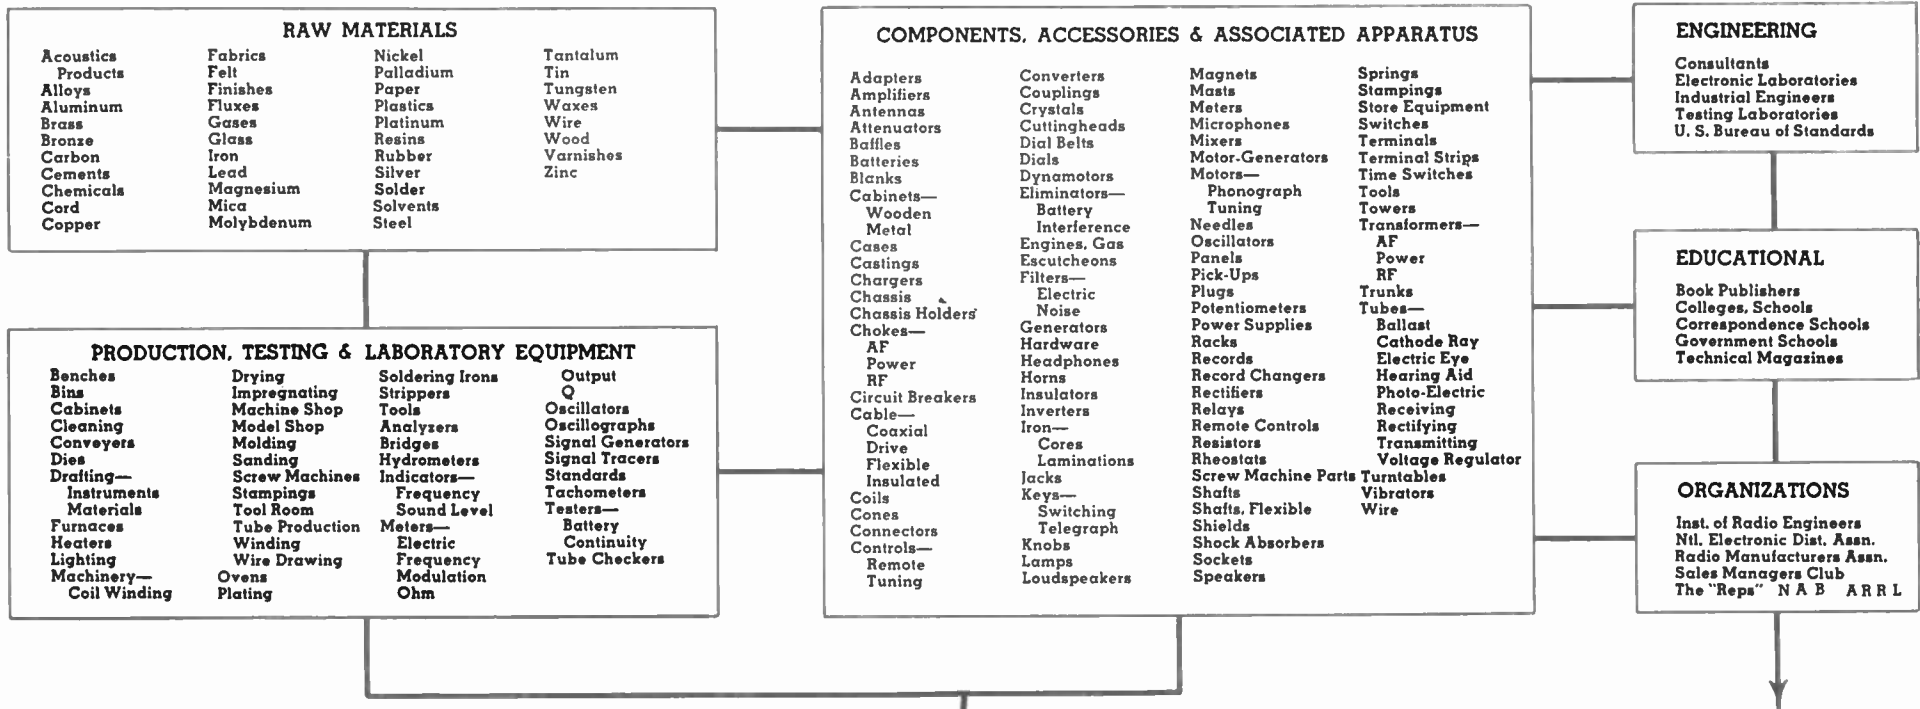 RAW MATERIALS
Acoustics
Products
Alloys
Aluminum
Brass
Bronze
Carbon
Cements
Chemicals
Cord
Copper
Fabrics
Felt
Finishes
Fluxes
Gases
Glass
Iron
Lead
Magnesium
Mica
Molybdenum
Nickel
Palladium
Paper
Plastics
Platinum
Resins
Rubber
Silver
Solder
Solvents
Steel
Tantalum
Tin
Tungsten
Waxes
Wire
Wood
Varnishes
Zinc
PRODUCTION, TESTING & LABORATORY EQUIPMENT
Benches
Bins
Cabinets
Cleaning
Conveyers
Dies
Drafting—
Instruments
Materials
Furnaces
Heaters
Lighting
Machinery—
Coil Winding
Drying
Impregnating
Machine Shop
Model Shop
Molding
Sanding
Screw Machines
Stampings
Tool Room
Tube Production
Winding
Wire Drawing
Ovens
Plating
Soldering Irons
Strippers
Tools
Analyzers
Bridges
Hydrometers
Indicators—
Frequency
Sound Level
Meters—
Electric
Frequency
Modulation
Ohm
Output
Q
Oscillators
Oscillographs
Signal Generators
Signal Tracers
Standards
Tachometers
Testers—
Battery
Continuity
Tube Checkers
COMPONENTS, ACCESSORIES & ASSOCIATED APPARATUS
Adapters
Amplifiers
Antennas
Attenuators
Baffles
Batteries
Blanks
Cabinets—
Wooden
Metal
Cases
Castings
Chargers
Chassis
Chassis Holders
Chokes—
AF
Power
RF
Circuit Breakers
Cable—
Coaxial
Drive
Flexible
Insulated
Coils
Cones
Connectors
Controls—
Remote
Tuning
Converters
Couplings
Crystals
Cuttingheads
Dial Belts
Dials
Dynamotors
Eliminators—
Battery
Interference
Engines, Gas
Escutcheons
Filters—
Electric
Noise
Generators
Hardware
Headphones
Horns
Insulators
Inverters
Iron—
Cores
Laminations
Jacks
Keys—
Switching
Telegraph
Knobs
Lamps
Loudspeakers
Magnets
Masts
Meters
Microphones
Mixers
Motor-Generators
Motors—
Phonograph
Tuning
Needles
Oscillators
Panels
Pick-Ups
Plugs
Potentiometers
Power Supplies
Racks
Records
Record Changers
Rectifiers
Relays
Remote Controls
Resistors
Rheostats
Screw Machine Parts
Shafts
Shafts, Flexible
Shields
Shock Absorbers
Sockets
Speakers
Springs
Stampings
Store Equipment
Switches
Terminals
Terminal Strips
Time Switches
Tools
Towers
Transformers—
AF
Power
RF
Trunks
Tubes—
Ballast
Cathode Ray
Electric Eye
Hearing Aid
Photo-Electric
Receiving
Rectifying
Transmitting
Voltage Regulator
Turntables
Vibrators
Wire
ENGINEERING
Consultants
Electronic Laboratories
Industrial Engineers
Testing Laboratories
U. S. Bureau of Standards
EDUCATIONAL
Book Publishers
Colleges, Schools
Correspondence Schools
Government Schools
Technical Magazines
ORGANIZATIONS
Inst. of Radio Engineers
Ntl. Electronic Dist. Assn.
Radio Manufacturers Assn.
Sales Managers Club
The "Reps" N A B A R R L